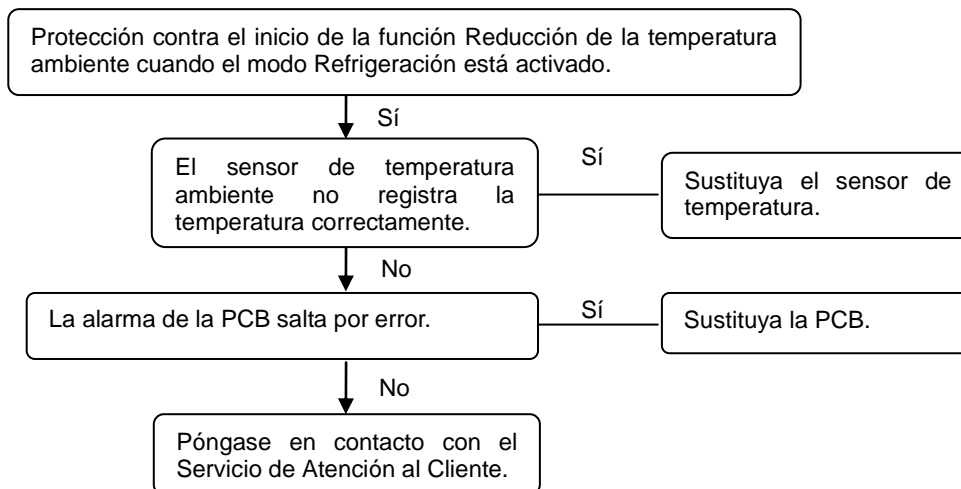 Protección contra el inicio de la función Reducción de la temperatura
ambiente cuando el modo Refrigeración está activado.
Sí
El sensor de temperatura
ambiente no registra la
temperatura correctamente.
Sí
Sustituya el sensor de
temperatura.
No
La alarma de la PCB salta por error.
Sí
Sustituya la PCB.
No
Póngase en contacto con el
Servicio de Atención al Cliente.